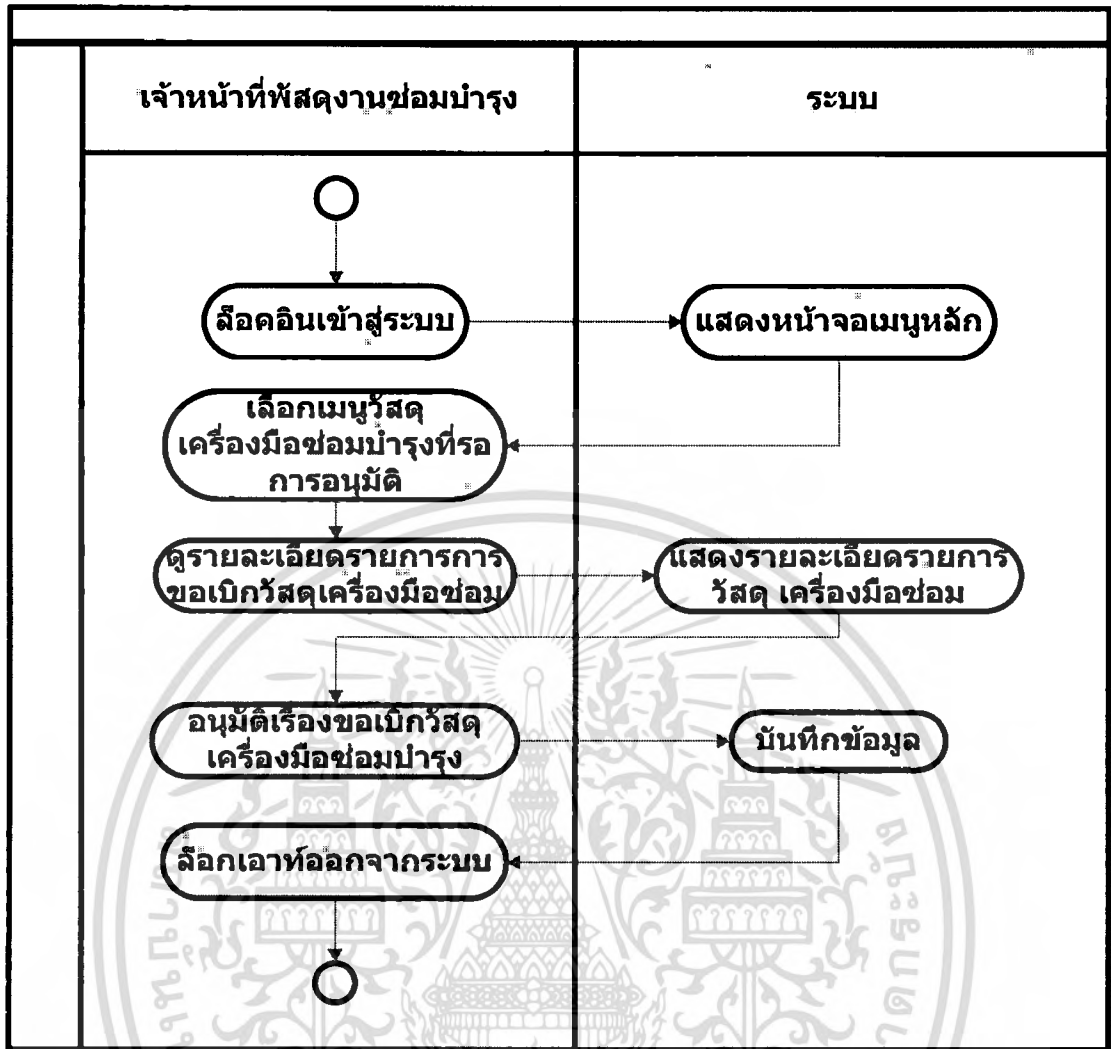 เจ้าหน้าที่พัสดุงานซ่อมบำรุง
ระบบ
ล๊อคอินเข้าสู่ระบบ
แสดงหน้าจอเมนูหลัก
เลือกเมนูวัสดุ
เครื่องมือซ่อมบำรุงที่รอ
การอนุมัติ
ดูรายละเอียดรายการการ
ขอเบิกวัสดุเครื่องมือซ่อม
แสดงรายละเอียดรายการ
วัสดุ เครื่องมือซ่อม
อนุมัติเรื่องขอเบิกวัสดุ
เครื่องมือซ่อมบำรุง
บันทึกข้อมูล
ล๊อกเอาท์ออกจากระบบ